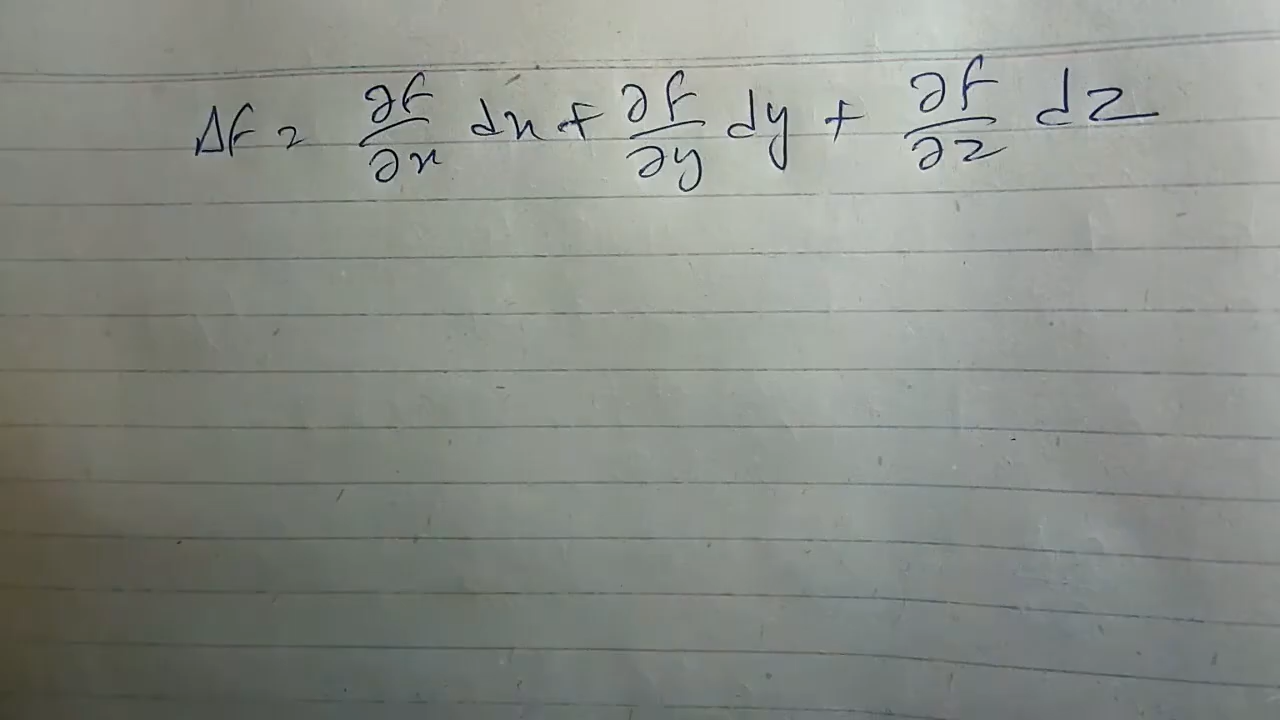 Δf = ∂f/∂x dx + ∂f/∂y dy + ∂f/∂z dz